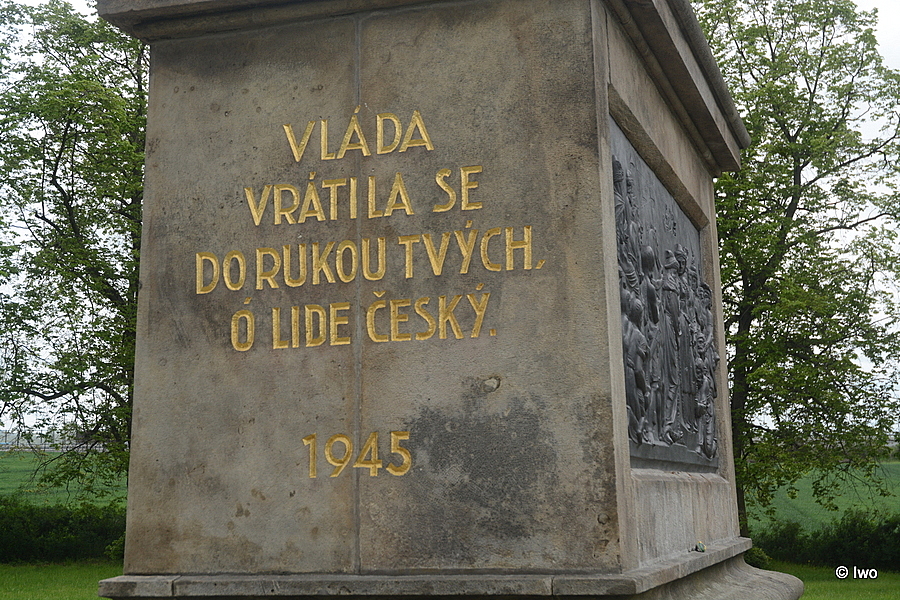 VLÁDA
VRÁTILA SE
DO RUKOU TVÝCH,
Ó LIDE ČESKÝ.
1945
© Iwo